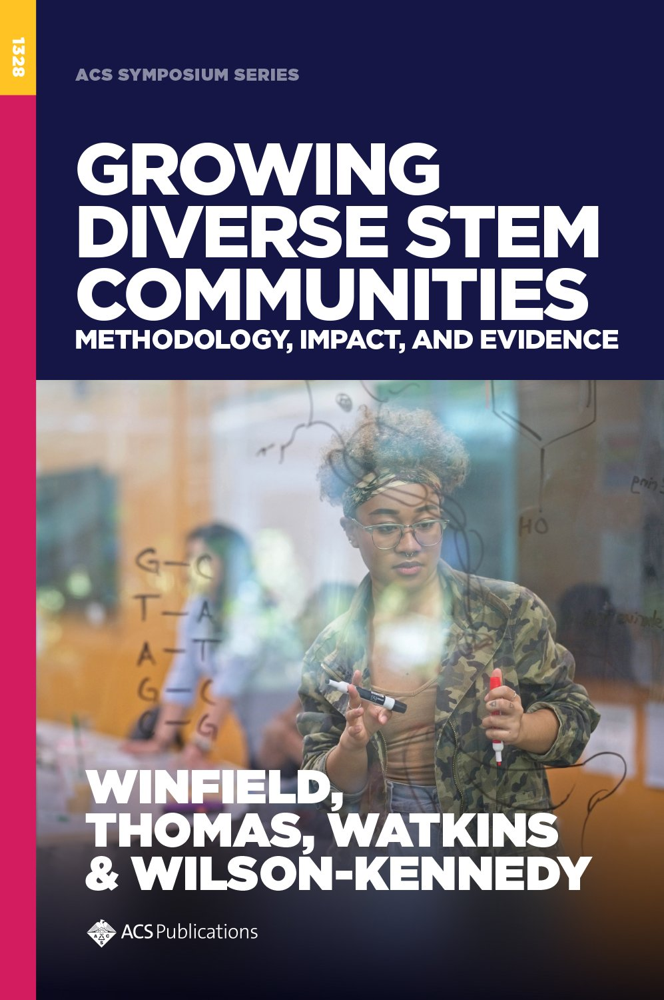 1328
ACS SYMPOSIUM SERIES
GROWING
DIVERSE STEM
COMMUNITIES
METHODOLOGY, IMPACT, AND EVIDENCE
G-C
T-A
A-T
G-C
C-G
HO
WINFIELD,
THOMAS, WATKINS
& WILSON-KENNEDY
A C S
ACS Publications